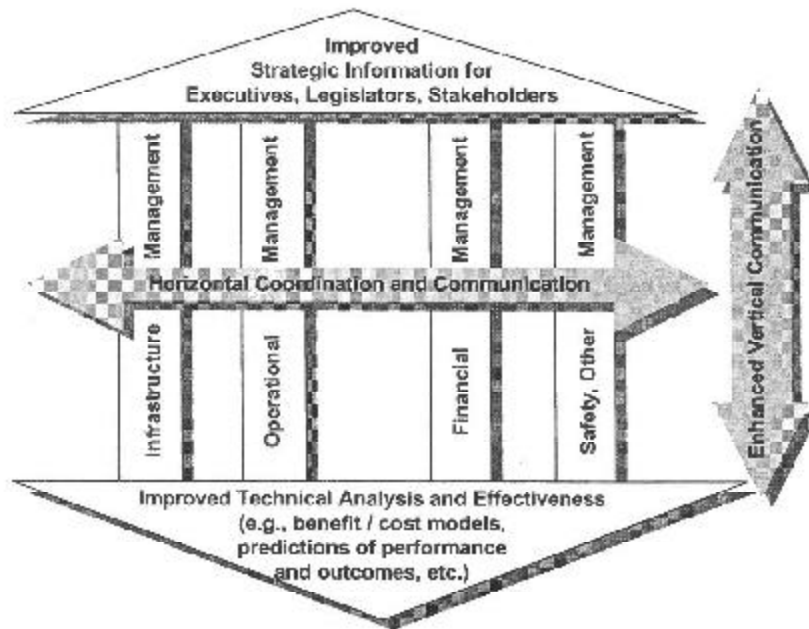 Improved
Strategic Information for
Executives, Legislators, Stakeholders
Management
Management
Management
Management
Horizontal Coordination and Communication
Enhanced Vertical Communication
Infrastructure
Operational
Financial
Safety, Other
Improved Technical Analysis and Effectiveness
(e.g., benefit / cost models,
predictions of performance
and outcomes, etc.)